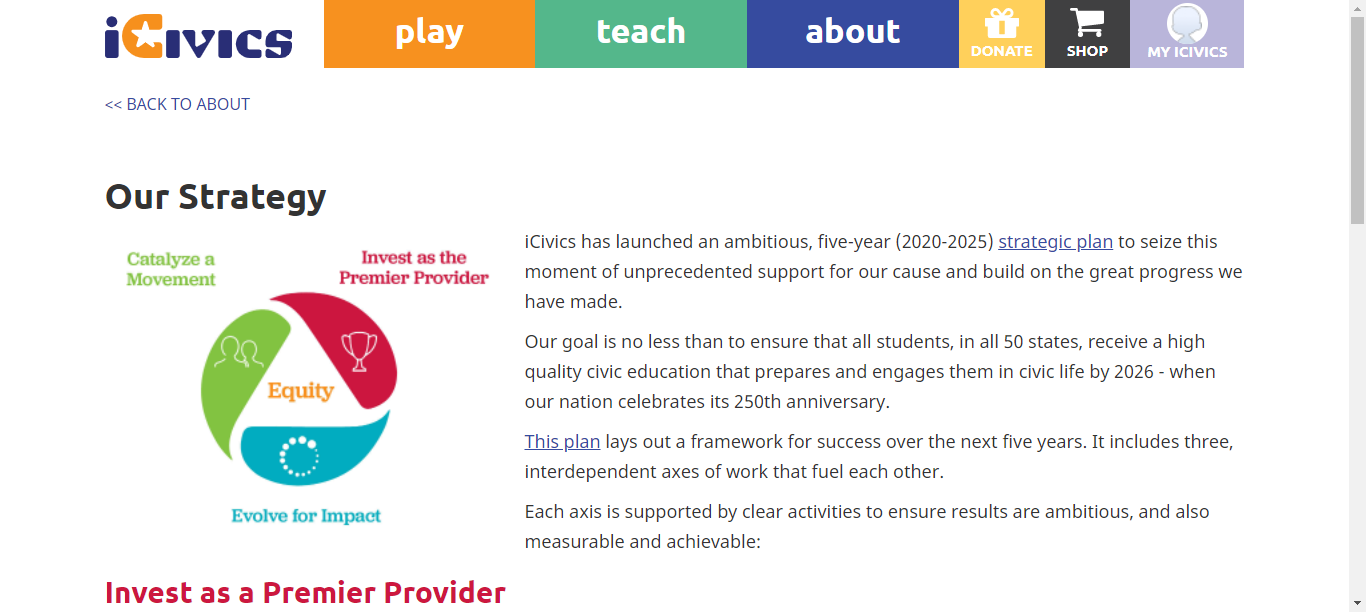 iCIVICS
play
teach
about
DONATE
SHOP
MY ICIVICS
<< BACK TO ABOUT
Our Strategy
Catalyze a
Movement
Invest as the
Premier Provider
Equity
Evolve for Impact
iCivics has launched an ambitious, five-year (2020-2025) strategic plan to seize this
moment of unprecedented support for our cause and build on the great progress we
have made.
Our goal is no less than to ensure that all students, in all 50 states, receive a high
quality civic education that prepares and engages them in civic life by 2026 - when
our nation celebrates its 250th anniversary.
This plan lays out a framework for success over the next five years. It includes three,
interdependent axes of work that fuel each other.
Each axis is supported by clear activities to ensure results are ambitious, and also
measurable and achievable:
Invest as a Premier Provider